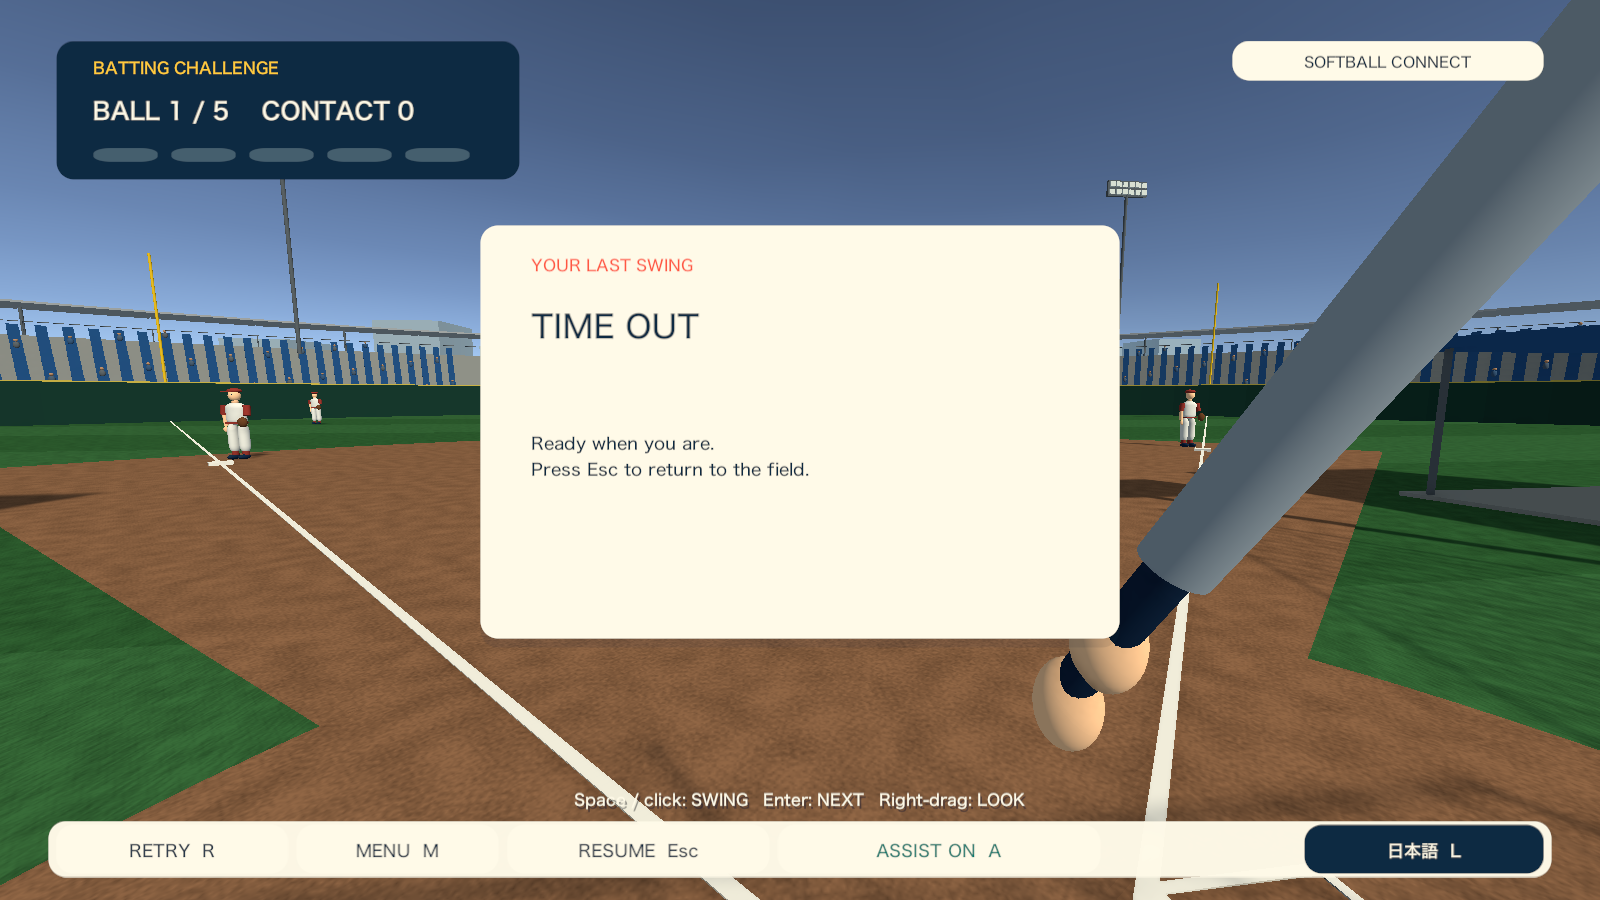 BATTING CHALLENGE
BALL 1 / 5 CONTACT 0
SOFTBALL CONNECT
YOUR LAST SWING
TIME OUT
Ready when you are.
Press Esc to return to the field.
Space / click: SWING Enter: NEXT Right-drag: LOOK
RETRY R MENU M RESUME Esc ASSIST ON A 日本語 L